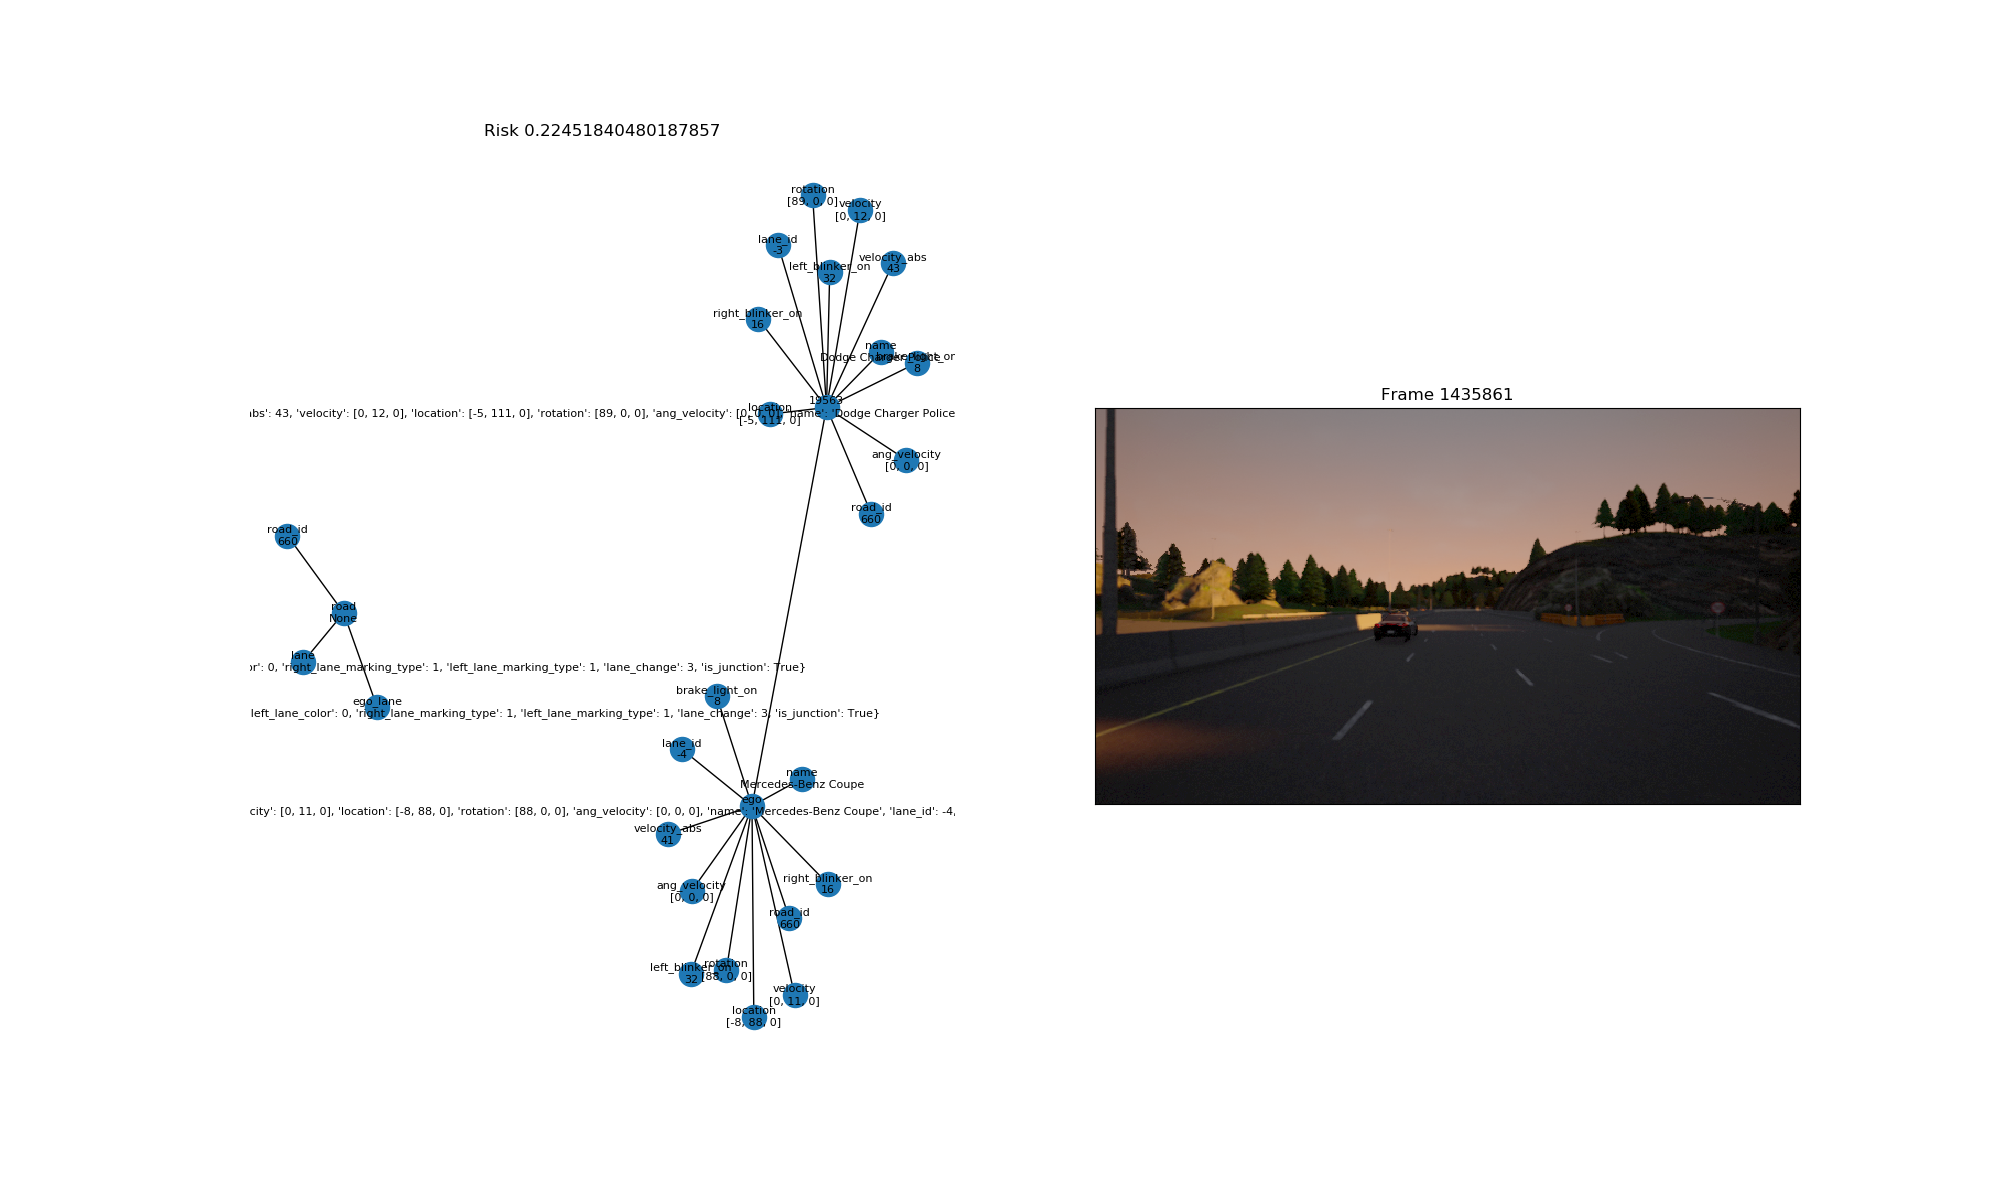 Risk 0.22451840480187857
rotation
[89, 0, 0]
velocity
[0, 12, 0]
lane_id
-3
left_blinker_on
32
velocity_abs
43
right_blinker_on
16
name
Dodge Charger Police
brake_light_on
8
19563
location
[-5, 111, 0]
bs': 43, 'velocity': [0, 12, 0], 'location': [-5, 111, 0], 'rotation': [89, 0, 0], 'ang_velocity': [0, 0, 0], 'name': 'Dodge Charger Police
ang_velocity
[0, 0, 0]
road_id
660
road_id
660
road
None
lane
or': 0, 'right_lane_marking_type': 1, 'left_lane_marking_type': 1, 'lane_change': 3, 'is_junction': True}
ego_lane
left_lane_color': 0, 'right_lane_marking_type': 1, 'left_lane_marking_type': 1, 'lane_change': 3, 'is_junction': True}
brake_light_on
8
lane_id
-4
name
Mercedes-Benz Coupe
ego
city': [0, 11, 0], 'location': [-8, 88, 0], 'rotation': [88, 0, 0], 'ang_velocity': [0, 0, 0], 'name': 'Mercedes-Benz Coupe', 'lane_id': -4,
velocity_abs
41
ang_velocity
[0, 0, 0]
right_blinker_on
16
road_id
660
left_blinker_on
32
rotation
[88, 0, 0]
velocity
[0, 11, 0]
location
[-8, 88, 0]
Frame 1435861